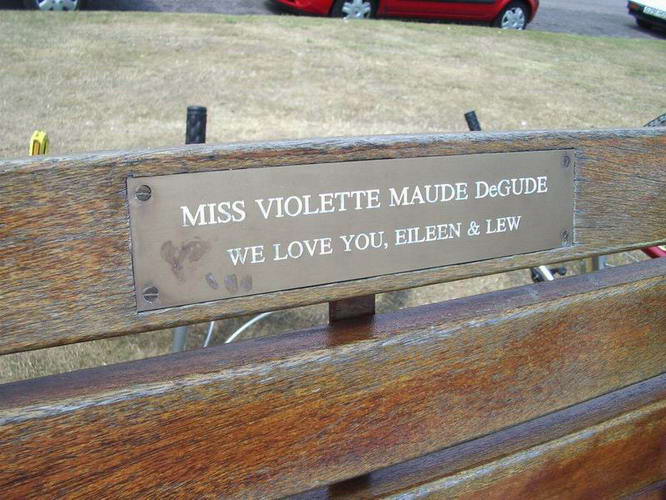 MISS VIOLETTE MAUDE DeGUDE
WE LOVE YOU, EILEEN & LEW